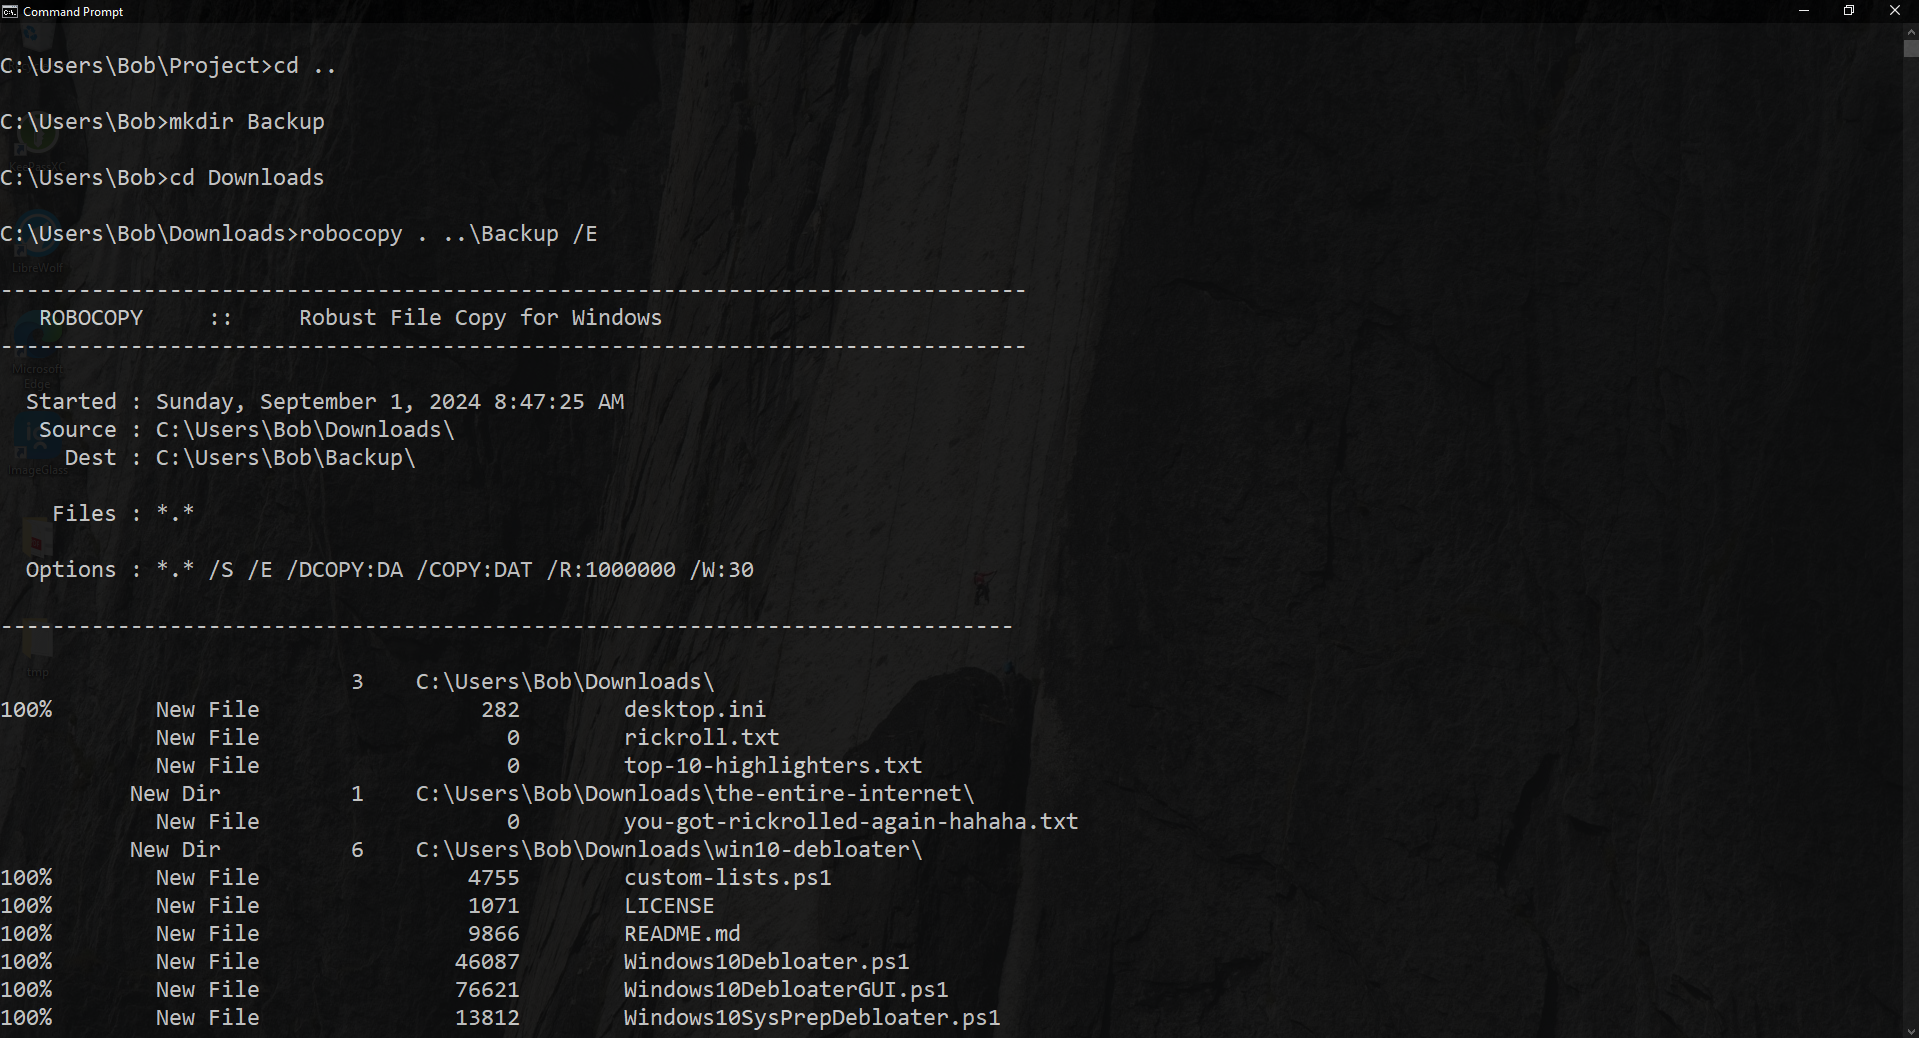 Command Prompt
C:\Users\Bob\Project>cd ..
C:\Users\Bob>mkdir Backup
KeePassXC
C:\Users\Bob>cd Downloads
C:\Users\Bob\Downloads>robocopy . ..\Backup /E
LibreWolf
-------------------------------------------------------------------------------
ROBOCOPY     ::     Robust File Copy for Windows
-------------------------------------------------------------------------------
Microsoft
Edge
Started : Sunday, September 1, 2024 8:47:25 AM
Source : C:\Users\Bob\Downloads\
Dest : C:\Users\Bob\Backup\
ImageGlass
Files : *.*
Options : *.* /S /E /DCOPY:DA /COPY:DAT /R:1000000 /W:30
------------------------------------------------------------------------------
tmp
3    C:\Users\Bob\Downloads\
100%        New File                 282        desktop.ini
New File                   0        rickroll.txt
New File                   0        top-10-highlighters.txt
New Dir          1    C:\Users\Bob\Downloads\the-entire-internet\
New File                   0        you-got-rickrolled-again-hahaha.txt
New Dir          6    C:\Users\Bob\Downloads\win10-debloater\
100%        New File                4755        custom-lists.ps1
100%        New File                1071        LICENSE
100%        New File                9866        README.md
100%        New File               46087        Windows10Debloater.ps1
100%        New File               76621        Windows10DebloaterGUI.ps1
100%        New File               13812        Windows10SysPrepDebloater.ps1